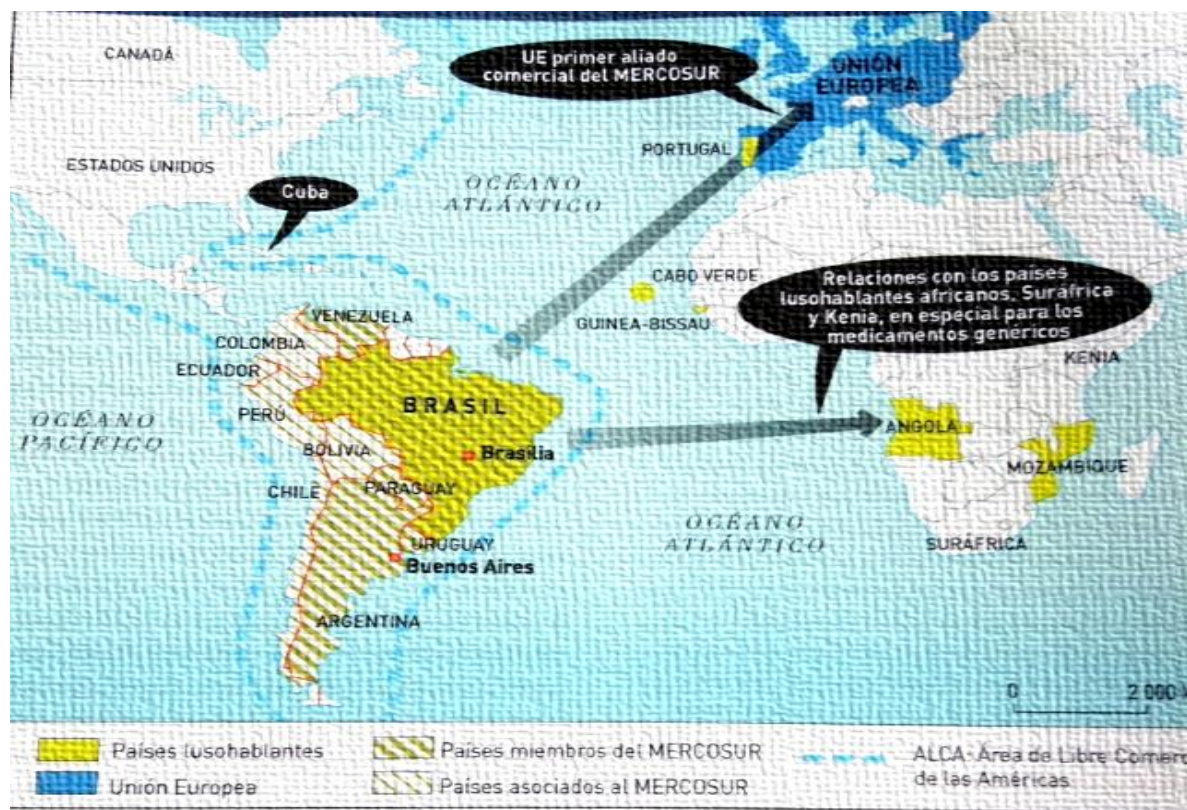 CANADÁ
UE primer aliado
comercial del MERCOSUR
UNIÓN
EUROPEA
ESTADOS UNIDOS
PORTUGAL
OCÉANO
ATLÁNTICO
Cuba
CABO VERDE
GUINEA-BISSAU
Relaciones con los países
lusohablantes africanos, Suráfrica
y Kenia, en especial para los
medicamentos genéricos
KENIA
VENEZUELA
COLOMBIA
ECUADOR
PERÚ
BRASIL
OCÉANO
PACÍFICO
BOLIVIA
Brasilia
ANGOLA
MOZAMBIQUE
CHILE
PARAGUAY
OCÉANO
ATLÁNTICO
SURÁFRICA
URUGUAY
Buenos Aires
ARGENTINA
0 2 000
Países lusohablantes
Unión Europea
Países miembros del MERCOSUR
Países asociados al MERCOSUR
ALCA-Área de Libre Comerc
de las Américas